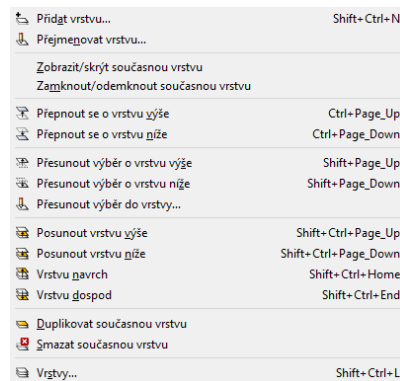 Přidat vrstvu... Shift+Ctrl+N
Přejmenovat vrstvu...
Zobrazit/skrýt současnou vrstvu
Zamknout/odemknout současnou vrstvu
Přepnout se o vrstvu výše Ctrl+Page_Up
Přepnout se o vrstvu níže Ctrl+Page_Down
Přesunout výběr o vrstvu výše Shift+Page_Up
Přesunout výběr o vrstvu níže Shift+Page_Down
Přesunout výběr do vrstvy...
Posunout vrstvu výše Shift+Ctrl+Page_Up
Posunout vrstvu níže Shift+Ctrl+Page_Down
Vrstvu navrch Shift+Ctrl+Home
Vrstvu dospod Shift+Ctrl+End
Duplikovat současnou vrstvu
Smazat současnou vrstvu
Vrstvy... Shift+Ctrl+L